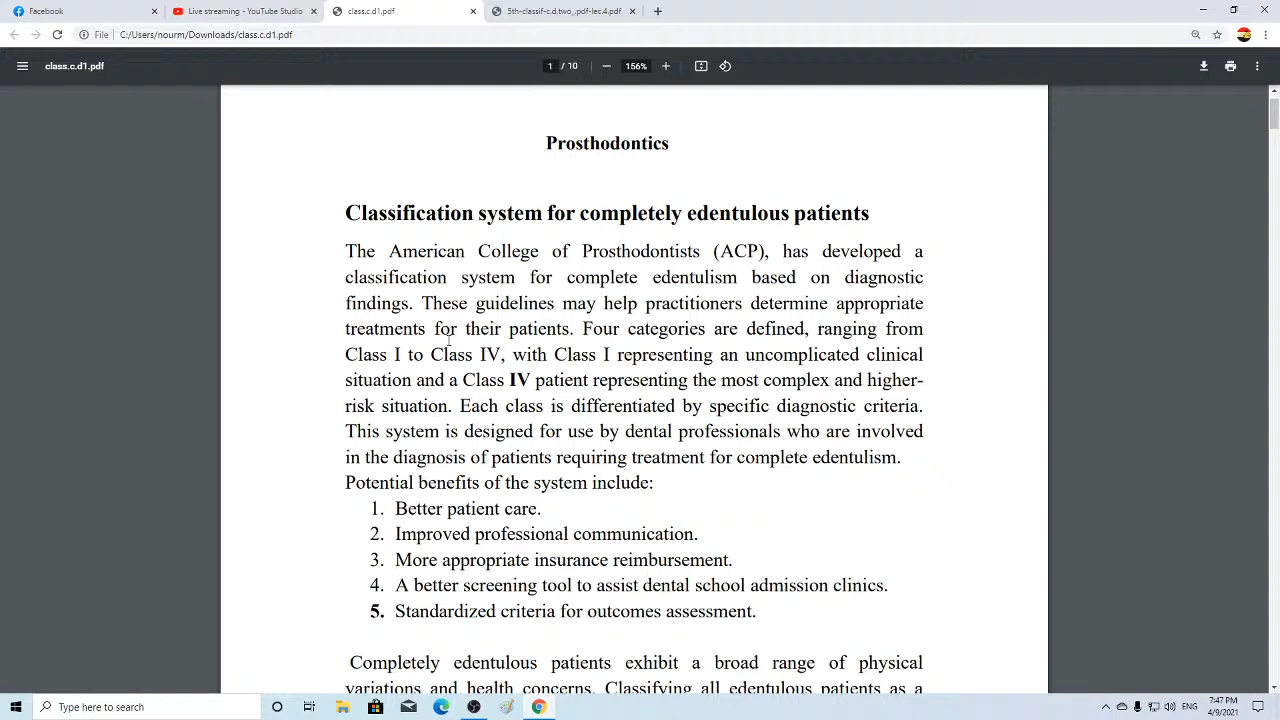 Facebook
Live streaming - YouTube Studio
class.c.d1.pdf
5th-classif-c.d.two_.pdf-lec.4.pdf
File
C:/Users/nourm/Downloads/class.c.d1.pdf
class.c.d1.pdf
1 / 10
156%
Prosthodontics
Classification system for completely edentulous patients
The American College of Prosthodontists (ACP), has developed a
classification system for complete edentulism based on diagnostic
findings. These guidelines may help practitioners determine appropriate
treatments for their patients. Four categories are defined, ranging from
Class I to Class IV, with Class I representing an uncomplicated clinical
situation and a Class IV patient representing the most complex and higher-
risk situation. Each class is differentiated by specific diagnostic criteria.
This system is designed for use by dental professionals who are involved
in the diagnosis of patients requiring treatment for complete edentulism.
Potential benefits of the system include:
1. Better patient care.
2. Improved professional communication.
3. More appropriate insurance reimbursement.
4. A better screening tool to assist dental school admission clinics.
5. Standardized criteria for outcomes assessment.
Completely edentulous patients exhibit a broad range of physical
variations and health concerns. Classifying all edentulous patients as a
Type here to search
7:47 PM
4/9/2021